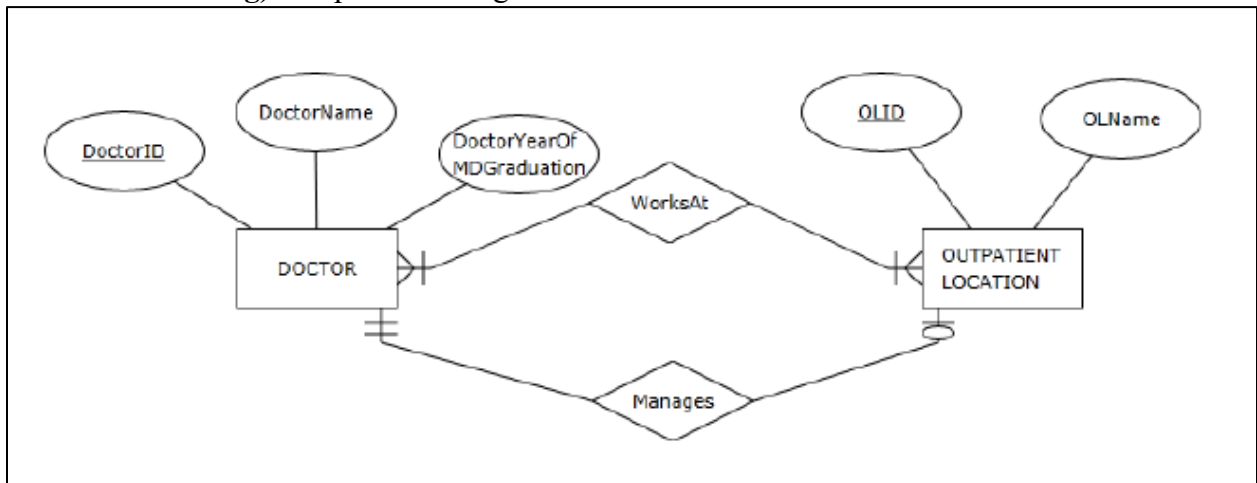 DoctorID
DoctorName
DoctorYearOf
MDGraduation
OLID
OLName
WorksAt
DOCTOR
OUTPATIENT
LOCATION
Manages